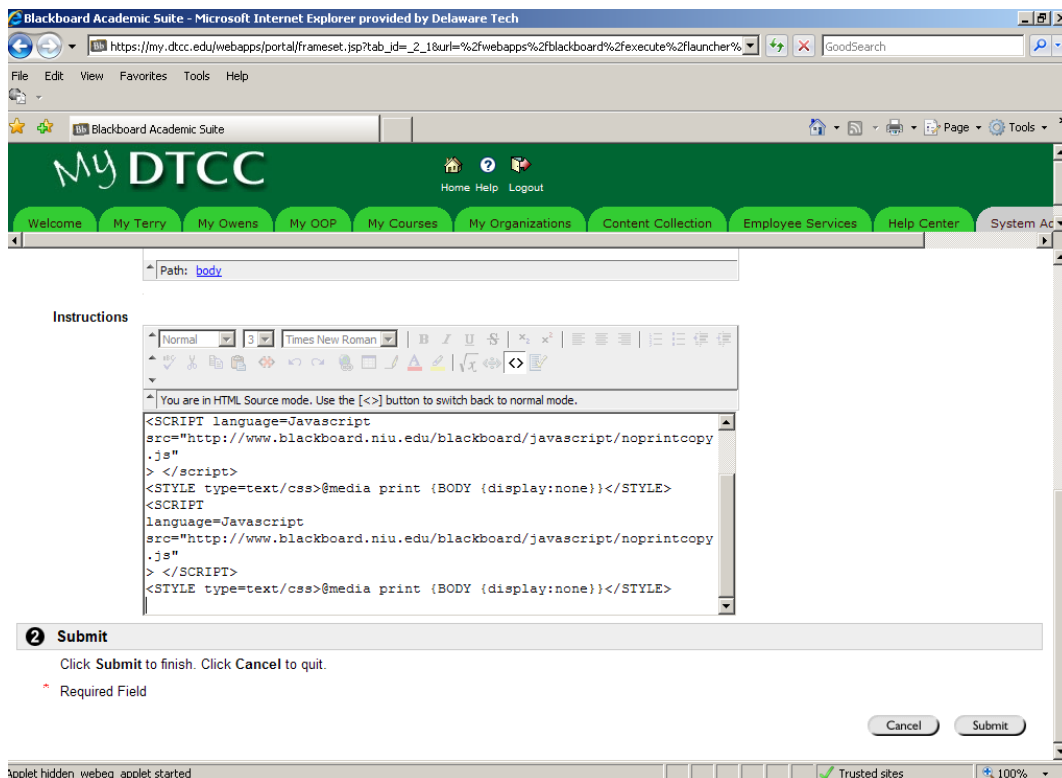 Blackboard Academic Suite - Microsoft Internet Explorer provided by Delaware Tech
https://my.dtcc.edu/webapps/portal/frameset.jsp?tab_id=_2_1&url=%2fwebapps%2fblackboard%2fexecute%2flauncher%
GoodSearch
File Edit View Favorites Tools Help
Blackboard Academic Suite
Page Tools
My DTCC
Home Help Logout
Welcome My Terry My Owens My OOP My Courses My Organizations Content Collection Employee Services Help Center System Ad
Path: body
Instructions
Normal 3 Times New Roman B I U S
You are in HTML Source mode. Use the [<>] button to switch back to normal mode.
<SCRIPT language=Javascript
src="http://www.blackboard.niu.edu/blackboard/javascript/noprintcopy
.js"
> </script>
<STYLE type=text/css>@media print {BODY {display:none}}</STYLE>
<SCRIPT
language=Javascript
src="http://www.blackboard.niu.edu/blackboard/javascript/noprintcopy
.js"
> </SCRIPT>
<STYLE type=text/css>@media print {BODY {display:none}}</STYLE>
2 Submit
Click Submit to finish. Click Cancel to quit.
* Required Field
Cancel Submit
Applet hidden_webeq_applet started
Trusted sites 100%